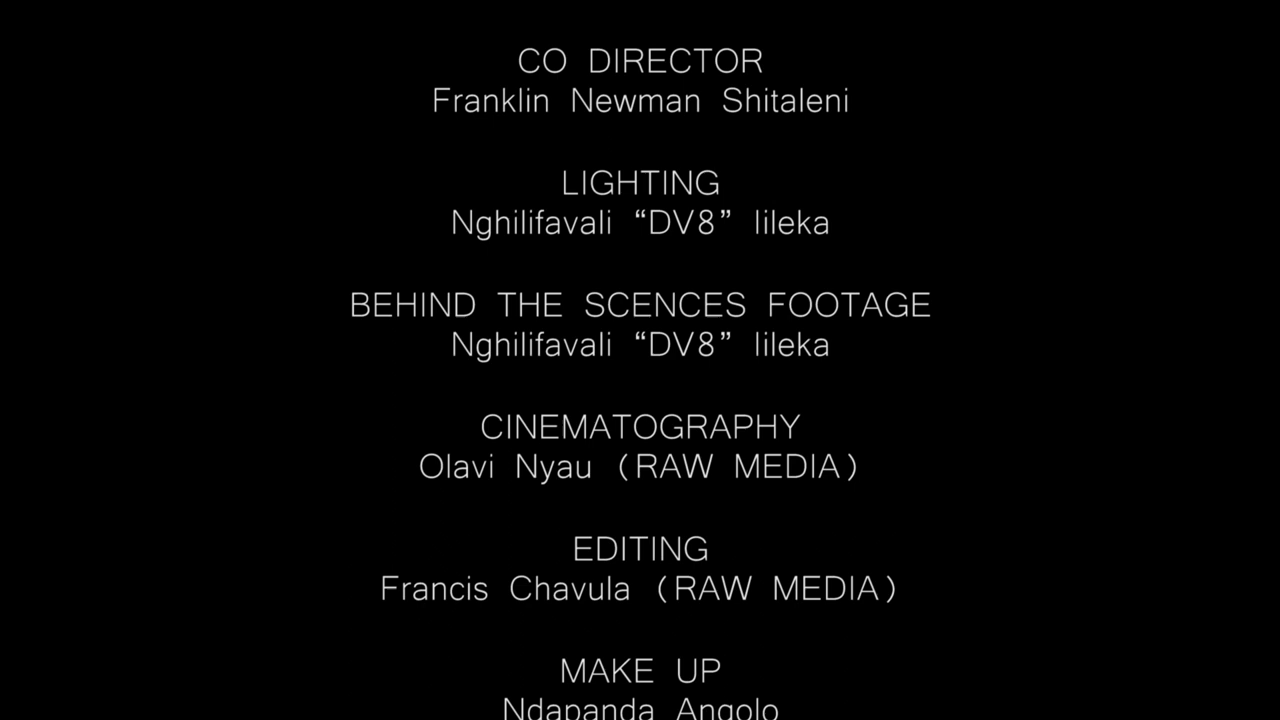 CO DIRECTOR
Franklin Newman Shitaleni
LIGHTING
Nghilifavali “DV8” Iileka
BEHIND THE SCENCES FOOTAGE
Nghilifavali “DV8” Iileka
CINEMATOGRAPHY
Olavi Nyau (RAW MEDIA)
EDITING
Francis Chavula (RAW MEDIA)
MAKE UP
Ndapanda Angolo